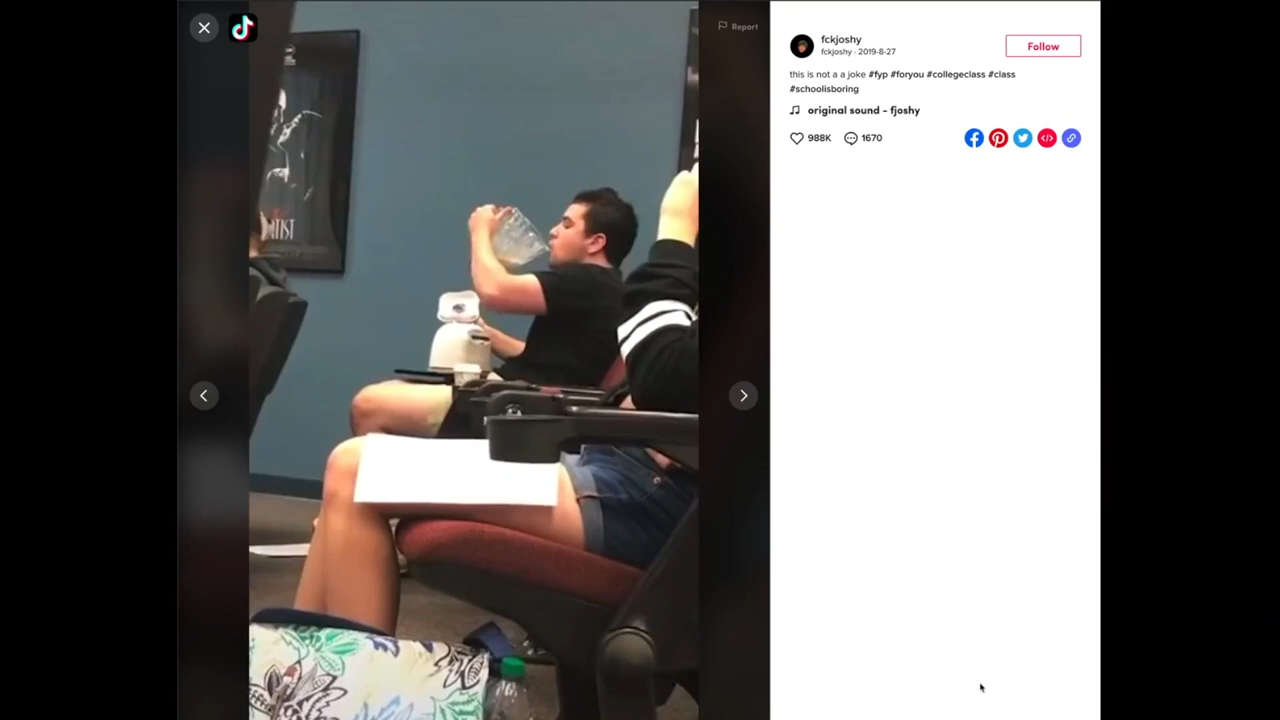 Report
fckjoshy
fckjoshy · 2019-8-27
Follow
this is not a a joke #fyp #foryou #collegeclass #class
#schoolisboring
original sound - fjoshy
988K
1670